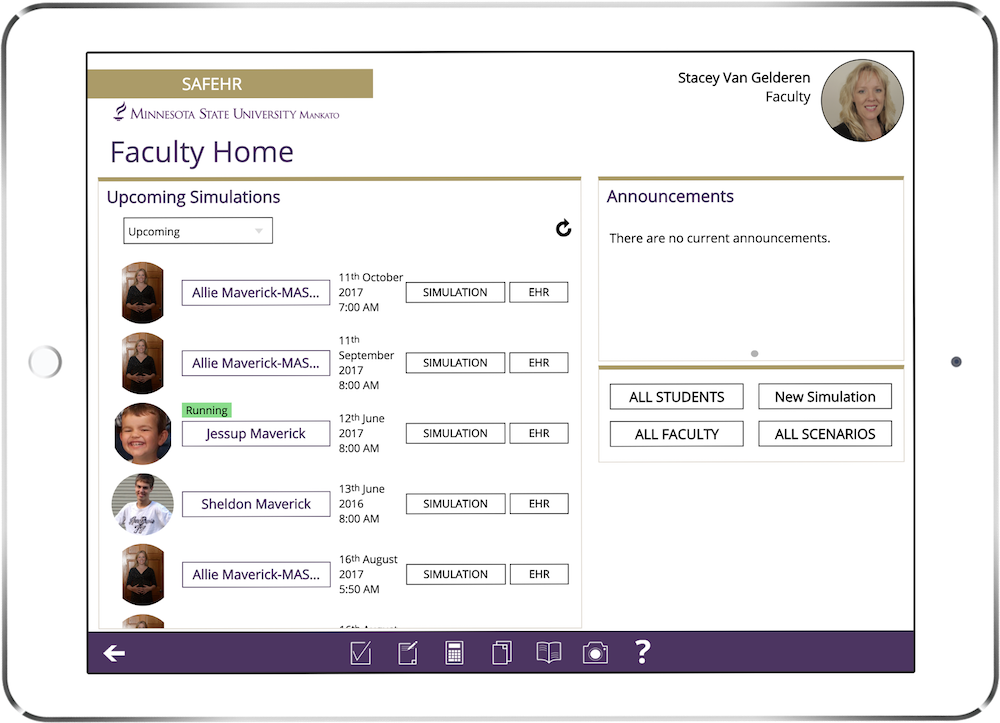 SAFEHR
MINNESOTA STATE UNIVERSITY MANKATO
Stacey Van Gelderen
Faculty
Faculty Home
Upcoming Simulations
Upcoming
Allie Maverick-MAS...
11th October
2017
7:00 AM
SIMULATION
EHR
Allie Maverick-MAS...
11th
September
2017
8:00 AM
SIMULATION
EHR
Running
Jessup Maverick
12th June
2017
8:00 AM
SIMULATION
EHR
Sheldon Maverick
13th June
2016
8:00 AM
SIMULATION
EHR
Allie Maverick-MAS...
16th August
2017
5:50 AM
SIMULATION
EHR
Announcements
There are no current announcements.
ALL STUDENTS
New Simulation
ALL FACULTY
ALL SCENARIOS
?